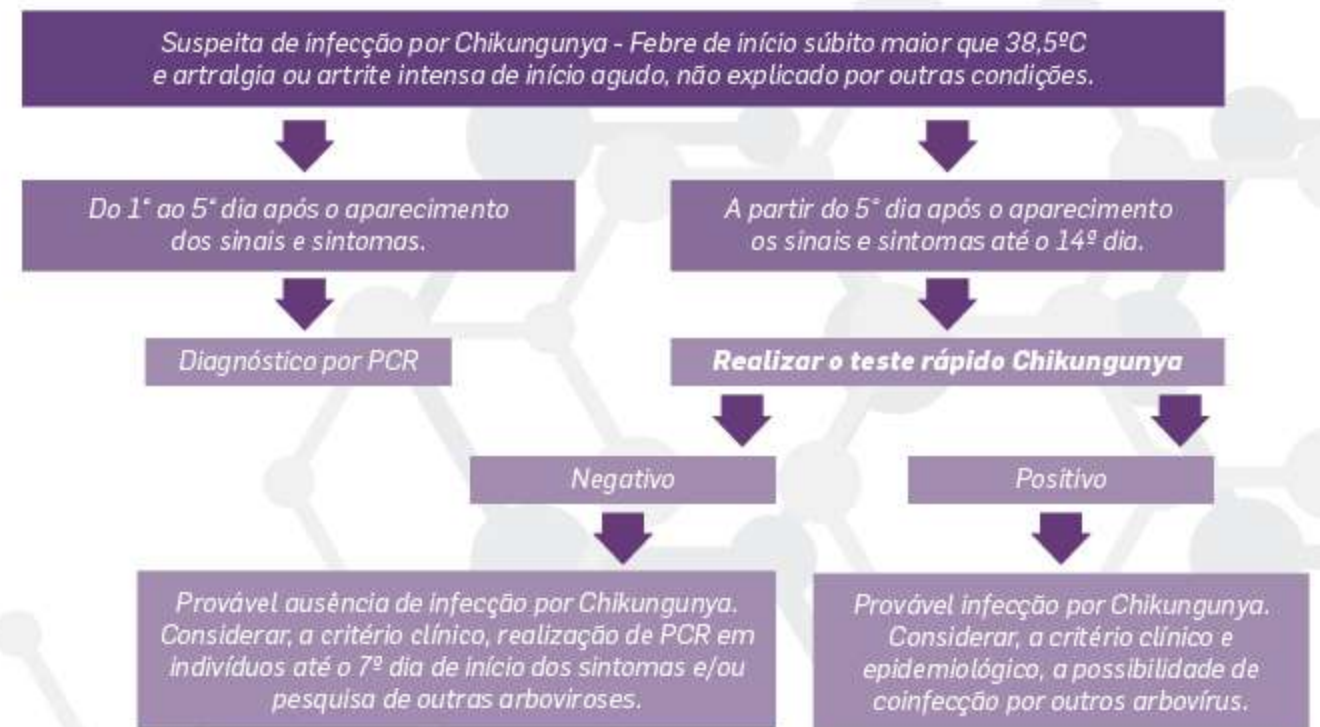 Suspeita de infecção por Chikungunya - Febre de início súbito maior que 38,5ºC
e artralgia ou artrite intensa de início agudo, não explicado por outras condições.
Do 1° ao 5° dia após o aparecimento
dos sinais e sintomas.
A partir do 5° dia após o aparecimento
os sinais e sintomas até o 14º dia.
Diagnóstico por PCR
Realizar o teste rápido Chikungunya
Negativo
Positivo
Provável ausência de infecção por Chikungunya.
Considerar, a critério clínico, realização de PCR em
indivíduos até o 7º dia de início dos sintomas e/ou
pesquisa de outras arboviroses.
Provável infecção por Chikungunya.
Considerar, a critério clínico e
epidemiológico, a possibilidade de
coinfecção por outros arbovírus.